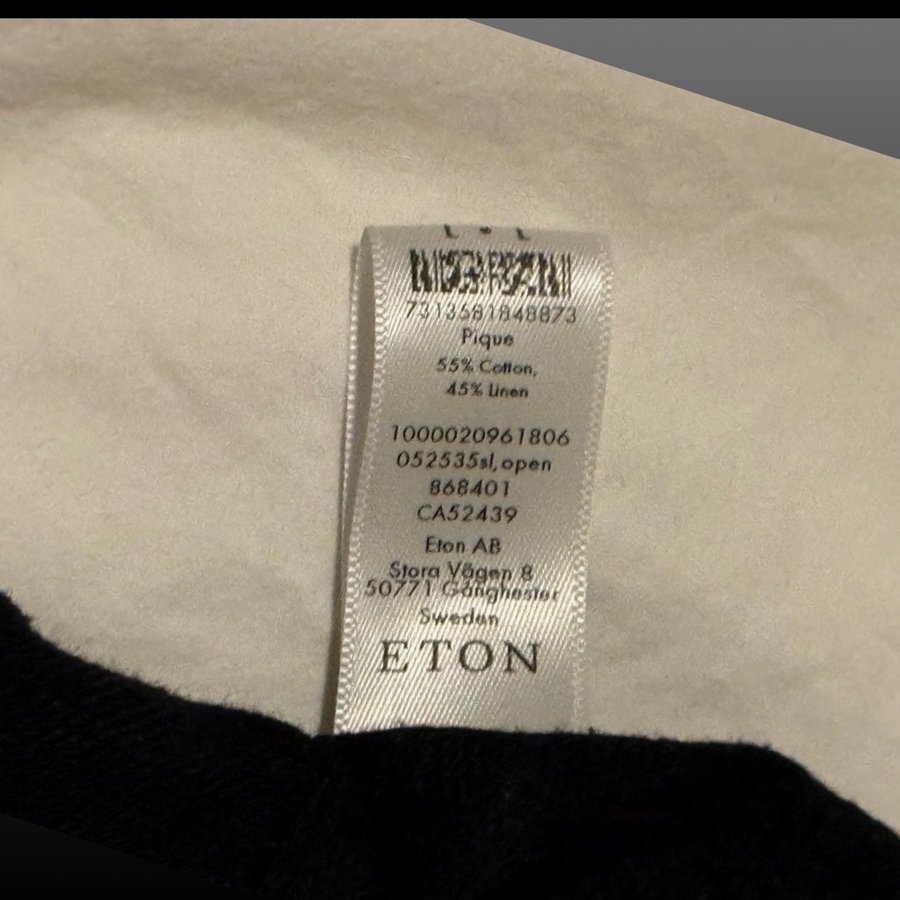 7313581848873
Pique
55% Cotton,
45% Linen
1000020961806
052535sl,open
868401
CA52439
Eton AB
Stora Vägen 8
50771 Gånghester
Sweden
ETON